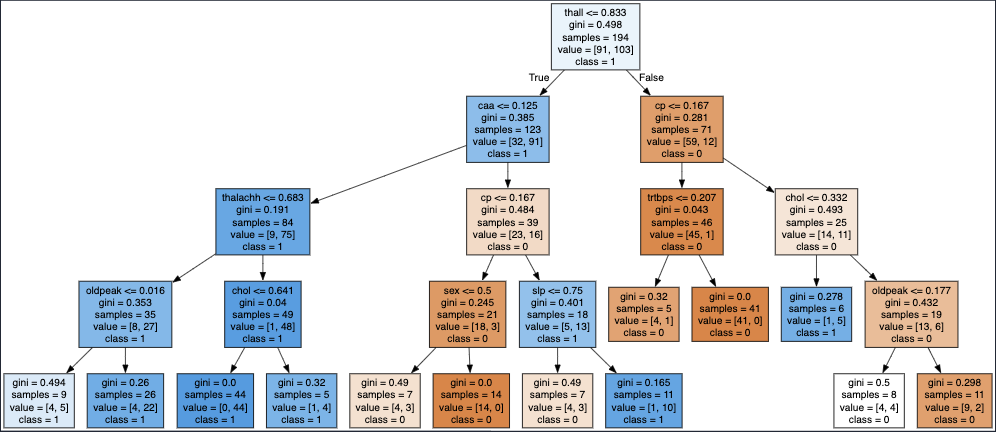 thall <= 0.833
gini = 0.498
samples = 194
value = [91, 103]
class = 1
True
False
caa <= 0.125
gini = 0.385
samples = 123
value = [32, 91]
class = 1
cp <= 0.167
gini = 0.281
samples = 71
value = [59, 12]
class = 0
thalachh <= 0.683
gini = 0.191
samples = 84
value = [9, 75]
class = 1
cp <= 0.167
gini = 0.484
samples = 39
value = [23, 16]
class = 0
trtbps <= 0.207
gini = 0.043
samples = 46
value = [45, 1]
class = 0
chol <= 0.332
gini = 0.493
samples = 25
value = [14, 11]
class = 0
oldpeak <= 0.016
gini = 0.353
samples = 35
value = [8, 27]
class = 1
chol <= 0.641
gini = 0.04
samples = 49
value = [1, 48]
class = 1
sex <= 0.5
gini = 0.245
samples = 21
value = [18, 3]
class = 0
slp <= 0.75
gini = 0.401
samples = 18
value = [5, 13]
class = 1
gini = 0.32
samples = 5
value = [4, 1]
class = 0
gini = 0.0
samples = 41
value = [41, 0]
class = 0
gini = 0.278
samples = 6
value = [1, 5]
class = 1
oldpeak <= 0.177
gini = 0.432
samples = 19
value = [13, 6]
class = 0
gini = 0.494
samples = 9
value = [4, 5]
class = 1
gini = 0.26
samples = 26
value = [4, 22]
class = 1
gini = 0.0
samples = 44
value = [0, 44]
class = 1
gini = 0.32
samples = 5
value = [1, 4]
class = 1
gini = 0.49
samples = 7
value = [4, 3]
class = 0
gini = 0.0
samples = 14
value = [14, 0]
class = 0
gini = 0.49
samples = 7
value = [4, 3]
class = 0
gini = 0.165
samples = 11
value = [1, 10]
class = 1
gini = 0.5
samples = 8
value = [4, 4]
class = 0
gini = 0.298
samples = 11
value = [9, 2]
class = 0